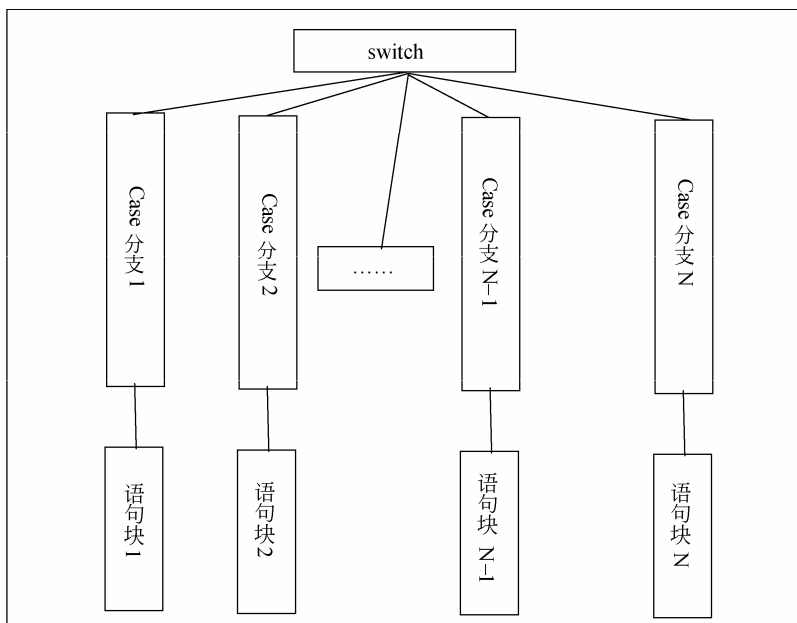 switch
Case 分支 1
Case 分支 2
……
Case 分支 N-1
Case 分支 N
语句块 1
语句块 2
语句块 N-1
语句块 N